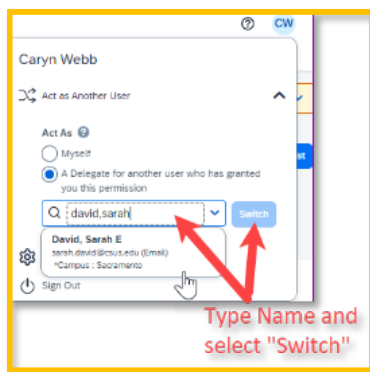 CW
Caryn Webb
Act as Another User
Act As
Myself
A Delegate for another user who has granted
you this permission
david,sarah
Switch
David, Sarah E
sarah.david@csus.edu (Email)
*Campus : Sacramento
Sign Out
Type Name and
select "Switch"